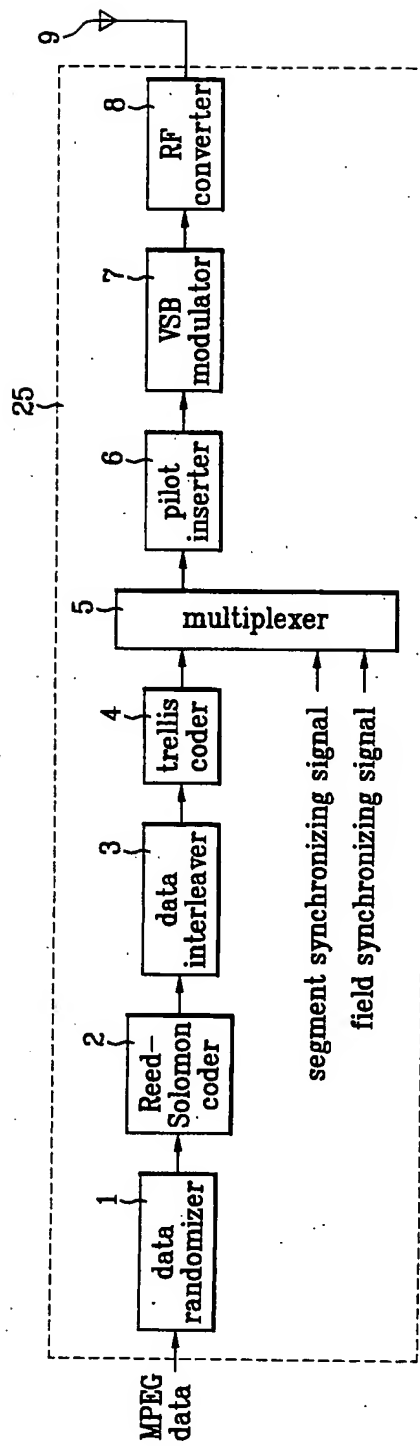 MPEG
data
1
data
randomizer
2
Reed-
Solomon
coder
3
data
interleaver
4
trellis
coder
5
multiplexer
segment synchronizing signal
field synchronizing signal
6
pilot
inserter
7
VSB
modulator
8
RF
converter
9
25